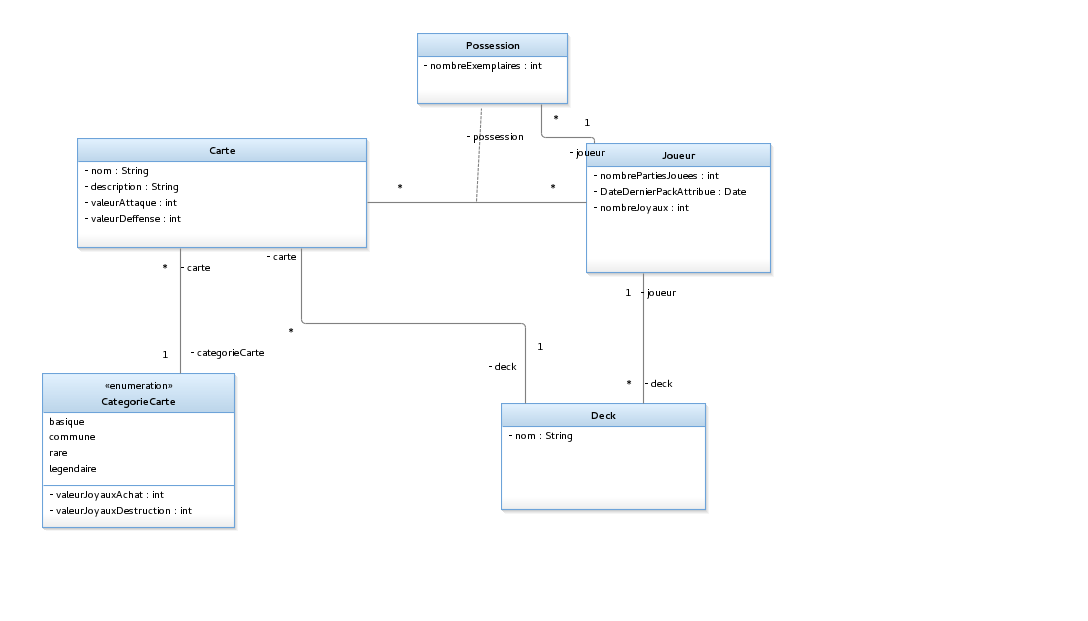 Possession
- nombreExemplaires : int
*
1
- possession
- joueur
Carte
- nom : String
- description : String
- valeurAttaque : int
- valeurDeffense : int
*
*
Joueur
- nombrePartiesJouees : int
- DateDernierPackAttribue : Date
- nombreJoyaux : int
- carte
*
- carte
1
- joueur
*
1
1
- categorieCarte
- deck
*
- deck
«enumeration»
CategorieCarte
basique
commune
rare
legendaire
- valeurJoyauxAchat : int
- valeurJoyauxDestruction : int
Deck
- nom : String